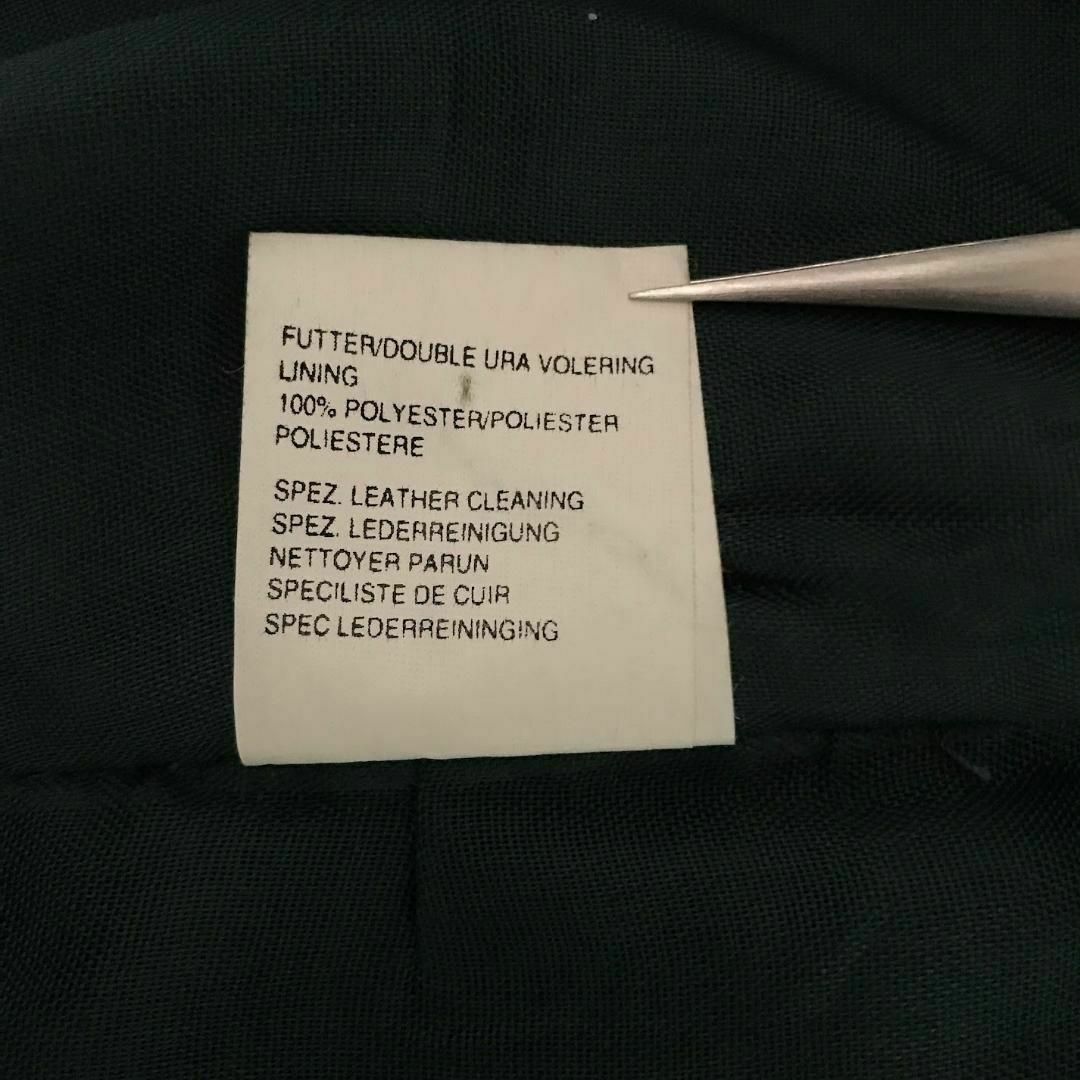 FUTTER/DOUBLE URA VOLERING
LINING
100% POLYESTER/POLIESTER
POLIESTERE
SPEZ. LEATHER CLEANING
SPEZ. LEDERREINIGUNG
NETTOYER PARUN
SPECILISTE DE CUIR
SPEC LEDERREININGING